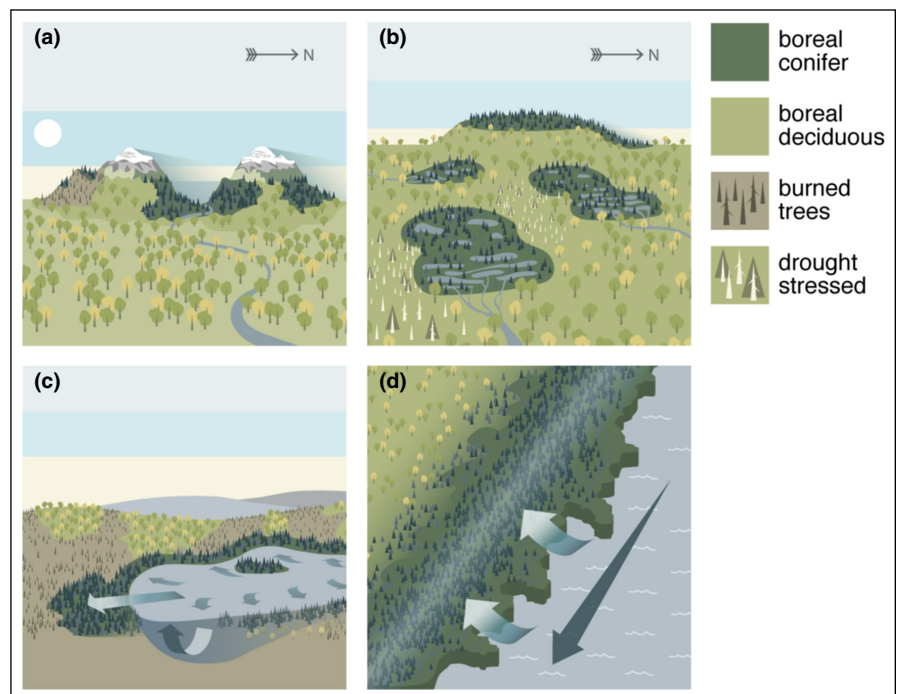 (a)
N
(b)
N
boreal
conifer
boreal
deciduous
burned
trees
drought
stressed
(c)
(d)